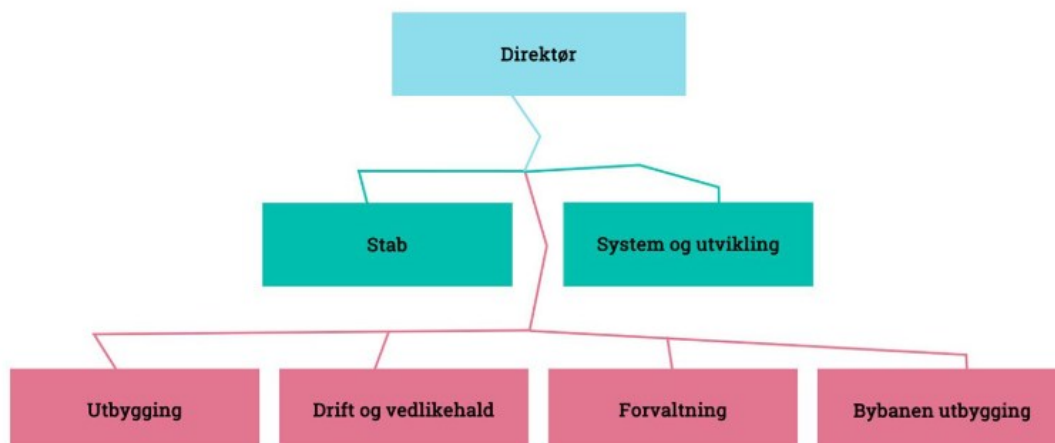 Direktør
Stab
System og utvikling
Utbygging
Drift og vedlikehald
Forvaltning
Bybanen utbygging